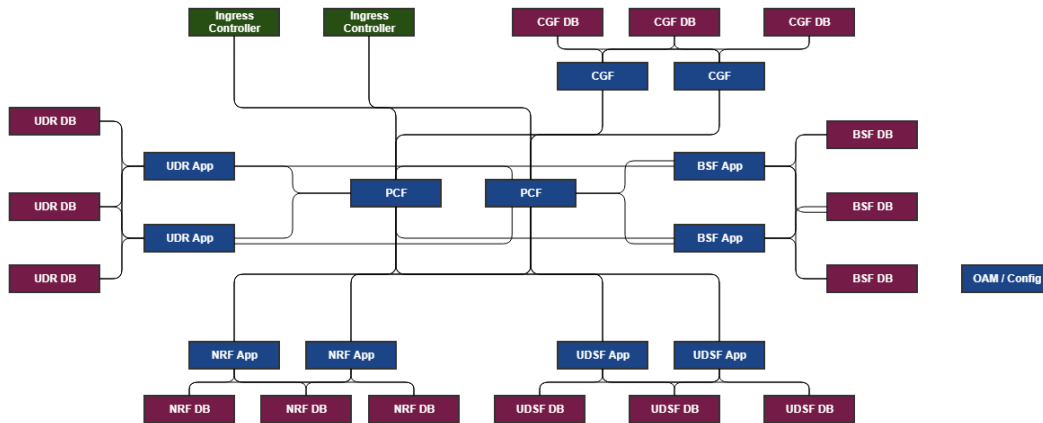 Ingress
Controller
Ingress
Controller
CGF DB
CGF DB
CGF DB
CGF
CGF
UDR DB
BSF DB
UDR App
BSF App
PCF
PCF
UDR DB
BSF DB
UDR App
BSF App
UDR DB
BSF DB
OAM / Config
NRF App
NRF App
UDSF App
UDSF App
NRF DB
NRF DB
NRF DB
UDSF DB
UDSF DB
UDSF DB